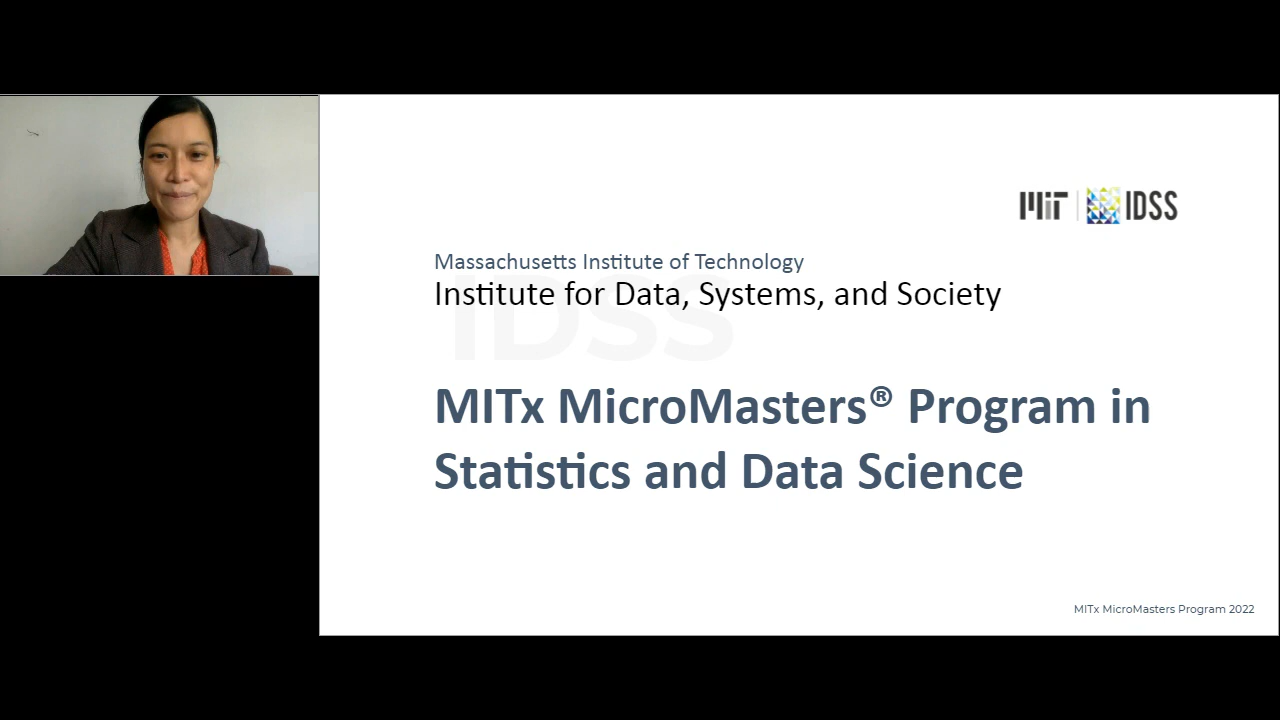 MIT IDSS
Massachusetts Institute of Technology
Institute for Data, Systems, and Society
IDSS
MITx MicroMasters® Program in
Statistics and Data Science
MITx MicroMasters Program 2022